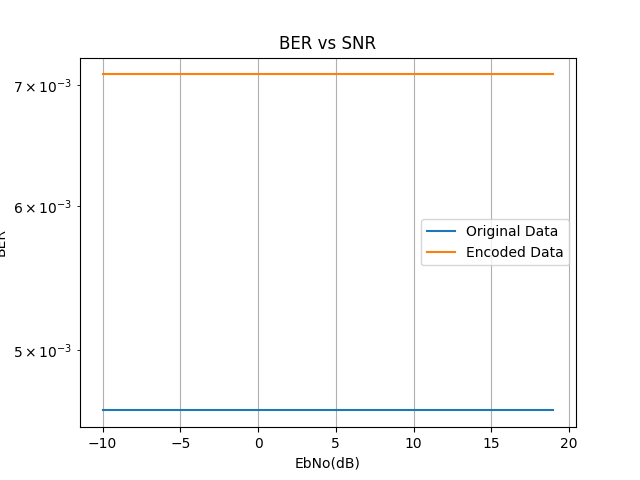 BER vs SNR
7 × 10⁻³
6 × 10⁻³
5 × 10⁻³
BER
Original Data
Encoded Data
−10 −5 0 5 10 15 20
EbNo(dB)